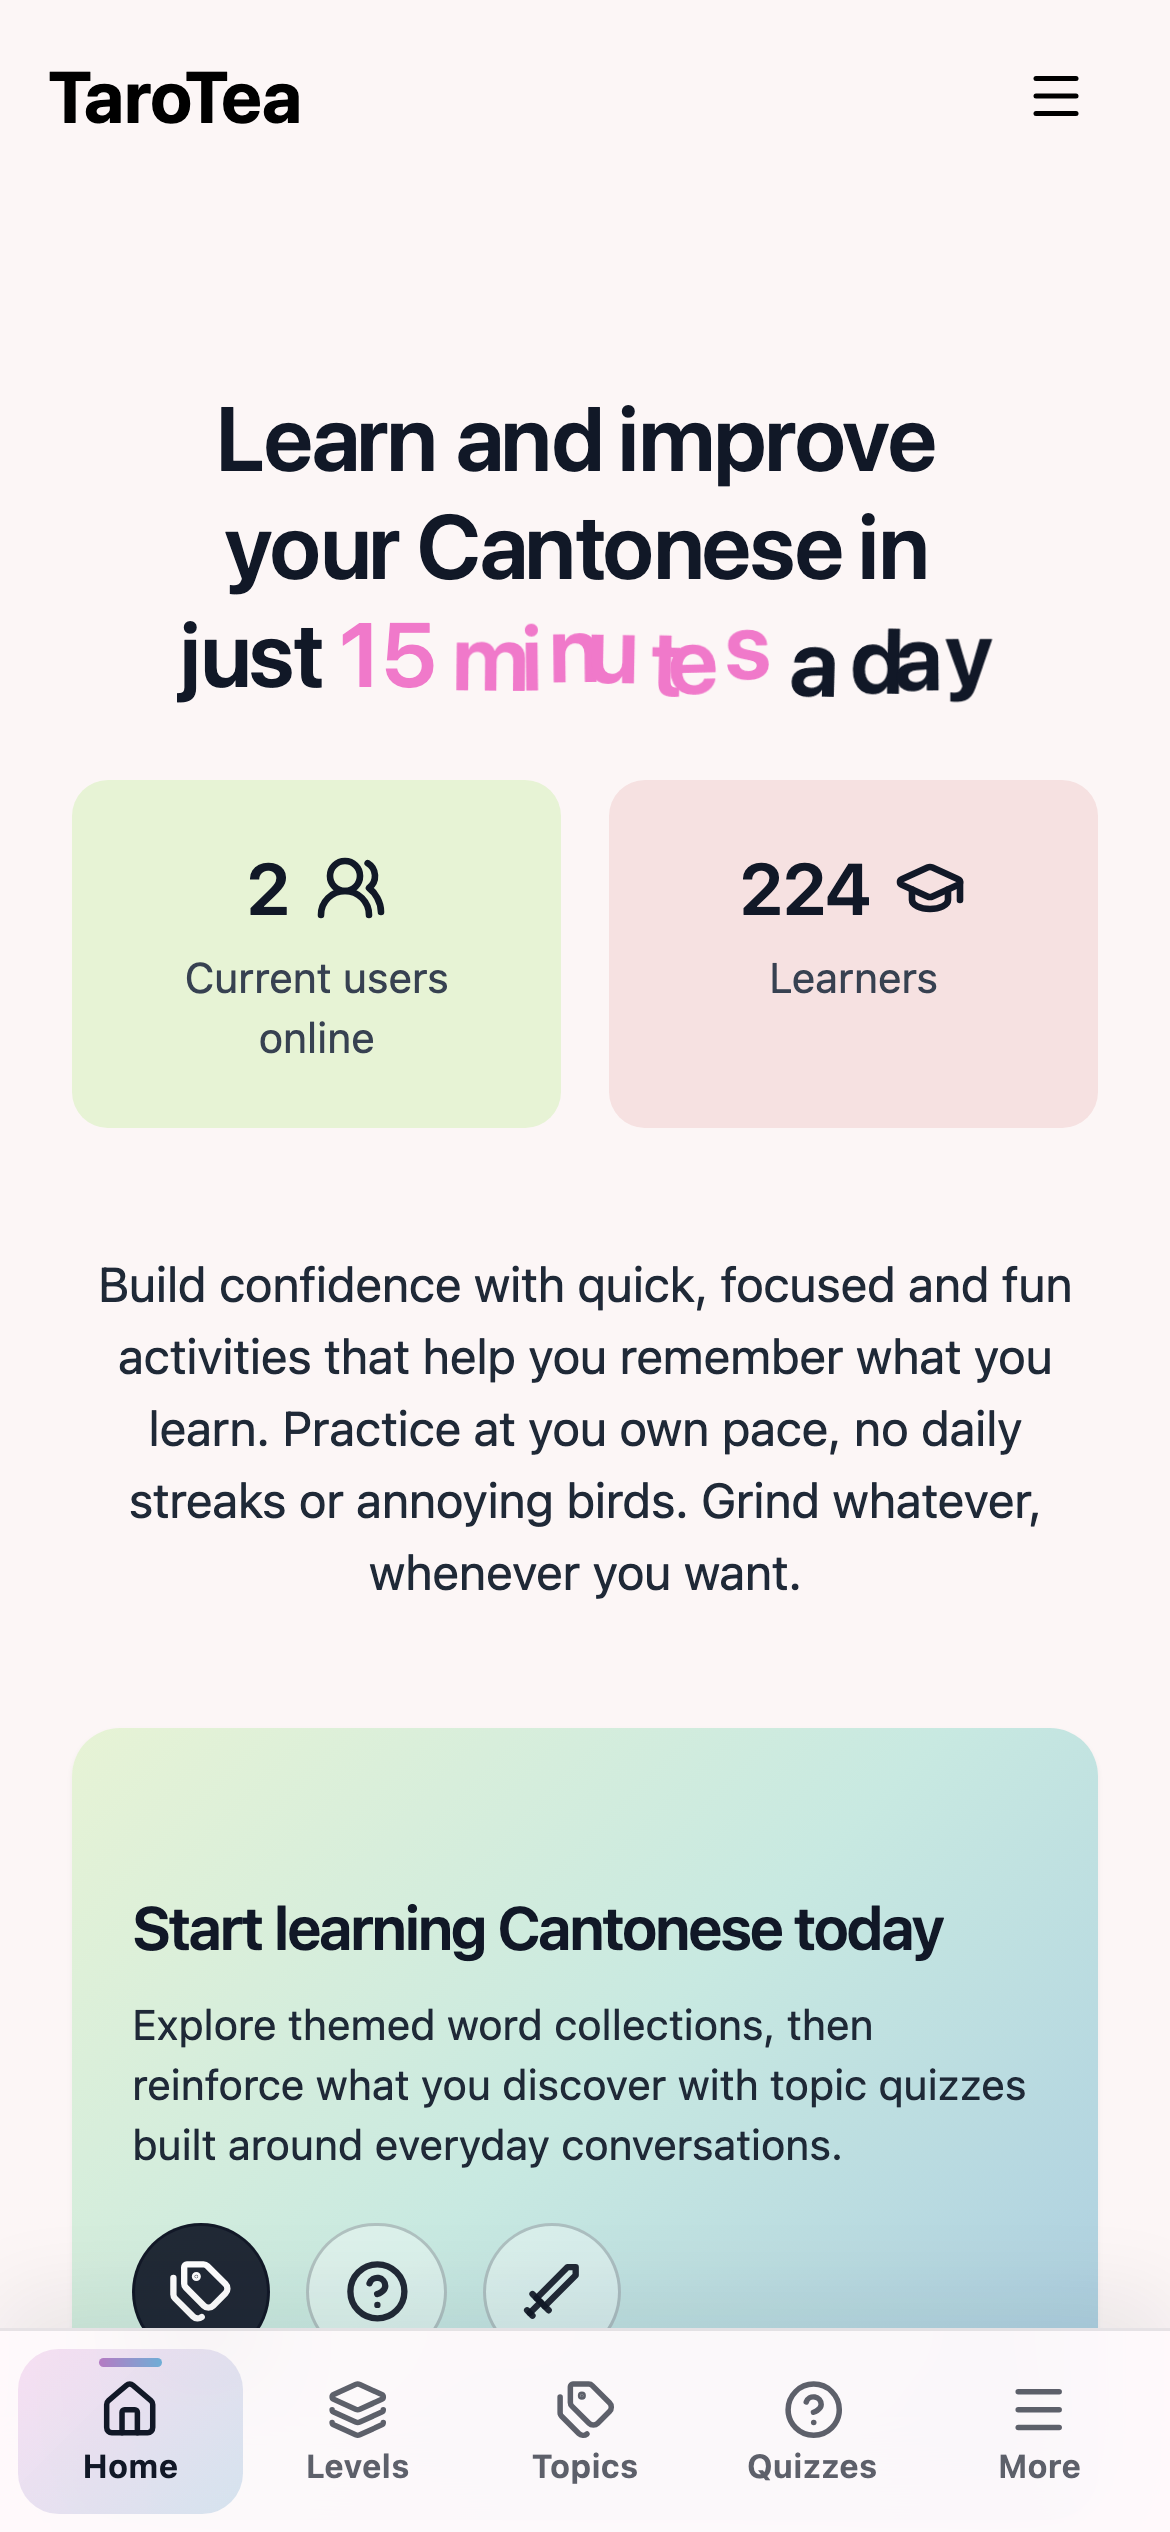 TaroTea
Learn and improve
your Cantonese in
just 15 minutes a day
2
Current users
online
224
Learners
Build confidence with quick, focused and fun
activities that help you remember what you
learn. Practice at you own pace, no daily
streaks or annoying birds. Grind whatever,
whenever you want.
Start learning Cantonese today
Explore themed word collections, then
reinforce what you discover with topic quizzes
built around everyday conversations.
Home
Levels
Topics
Quizzes
More